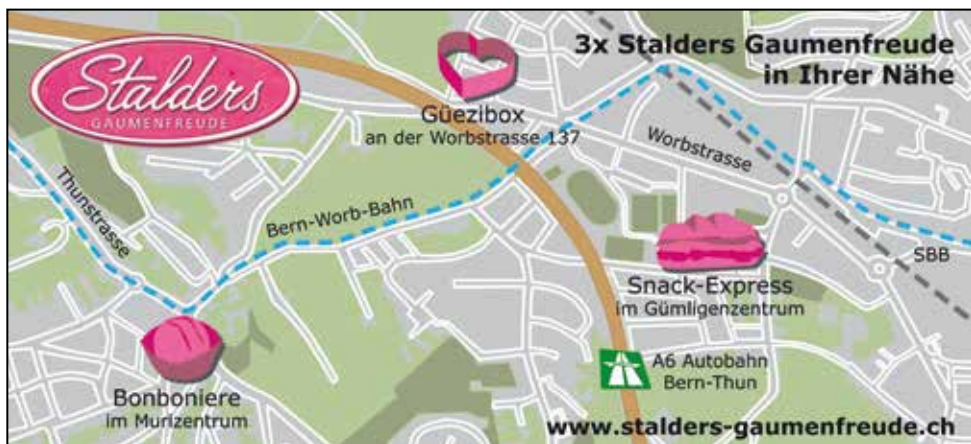 Stalders
GAUMENFREUDE
3x Stalders Gaumenfreude
in Ihrer Nähe
Güezibox
an der Worbstrasse 137
Worbstrasse
Thunstrasse
Bern-Worb-Bahn
SBB
Snack-Express
im Gümligenzentrum
A6 Autobahn
Bern-Thun
Bonboniere
im Murizentrum
www.stalders-gaumenfreude.ch